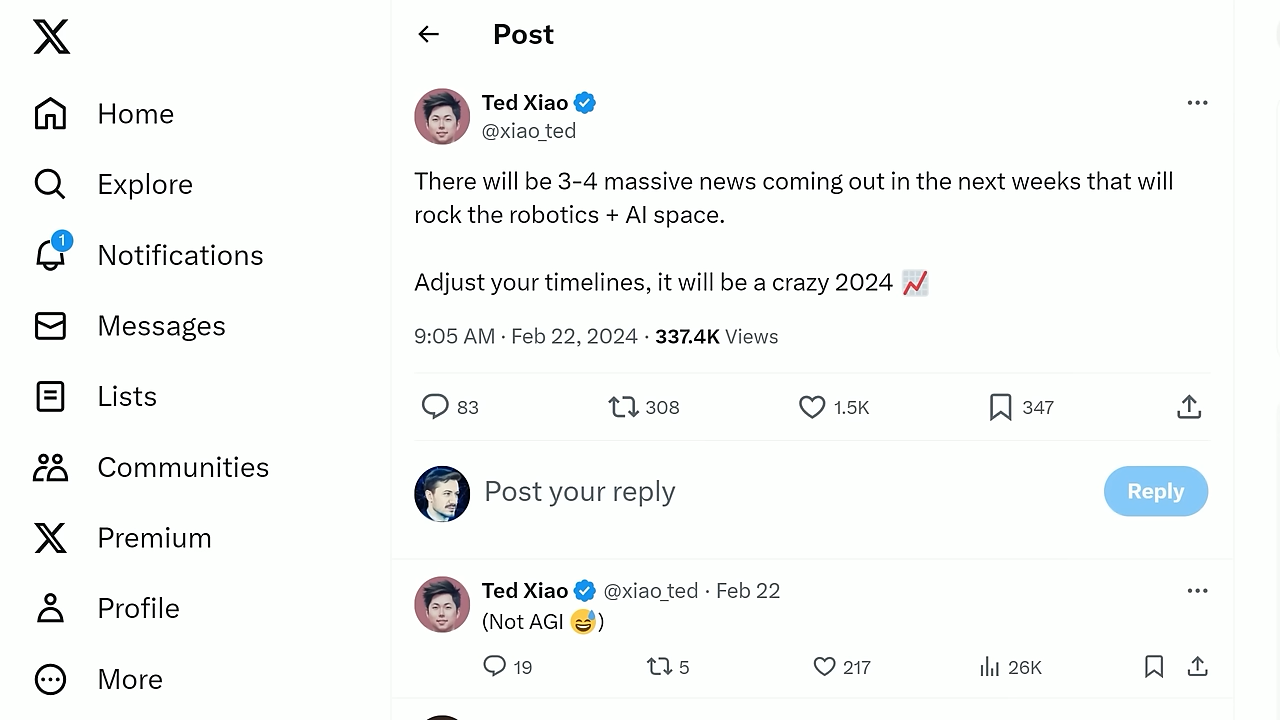 Post
Home
Explore
1
Notifications
Messages
Lists
Communities
Premium
Profile
More
Ted Xiao
@xiao_ted
There will be 3-4 massive news coming out in the next weeks that will
rock the robotics + AI space.
Adjust your timelines, it will be a crazy 2024 📈
9:05 AM · Feb 22, 2024 · 337.4K Views
83 308 1.5K 347
Post your reply
Reply
Ted Xiao @xiao_ted · Feb 22
(Not AGI 😅)
19 5 217 26K